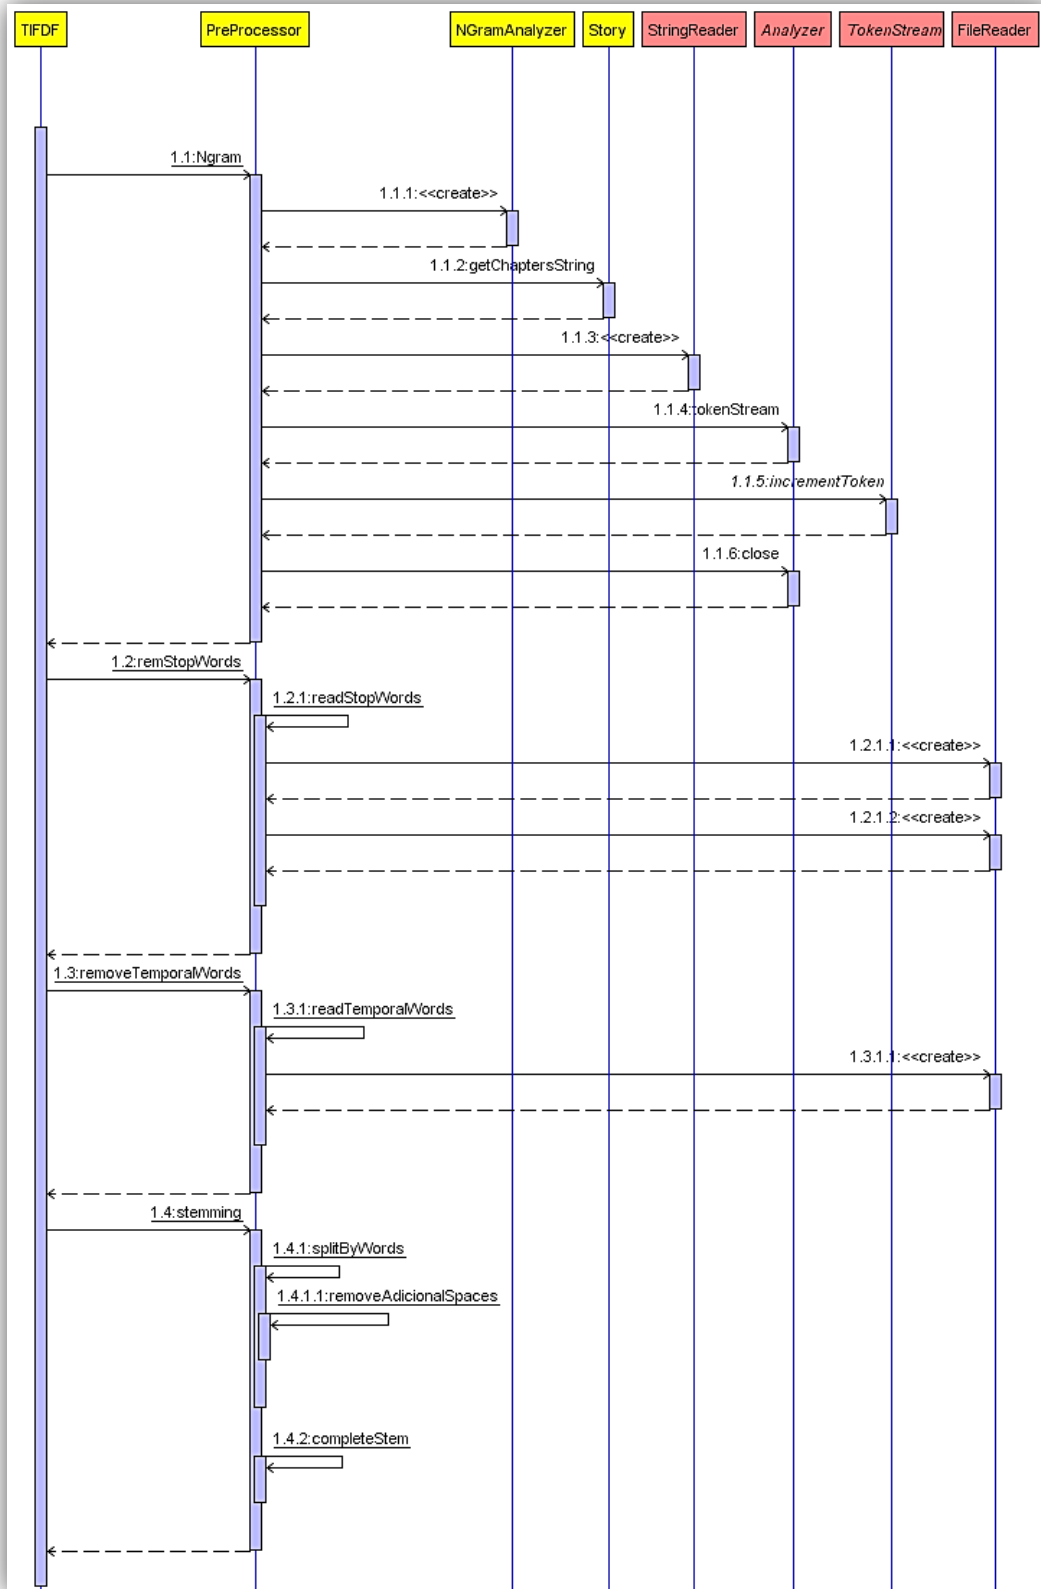 TIFDF PreProcessor NGramAnalyzer Story StringReader Analyzer TokenStream FileReader
1.1:Ngram
1.1.1:<<create>>
1.1.2:getChaptersString
1.1.3:<<create>>
1.1.4:tokenStream
1.1.5:incrementToken
1.1.6:close
1.2:remStopWords
1.2.1:readStopWords
1.2.1.1:<<create>>
1.2.1.2:<<create>>
1.3:removeTemporalWords
1.3.1:readTemporalWords
1.3.1.1:<<create>>
1.4:stemming
1.4.1:splitByWords
1.4.1.1:removeAdicionalSpaces
1.4.2:completeStem